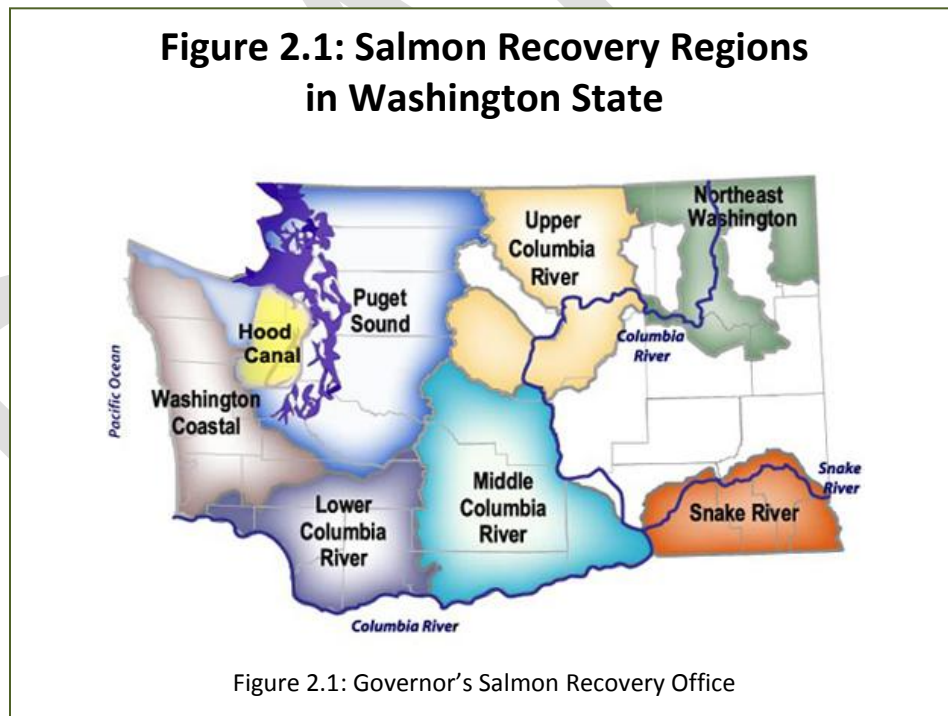 Figure 2.1: Salmon Recovery Regions
in Washington State
Northeast
Washington
Upper
Columbia
River
Puget
Sound
Hood
Canal
Columbia
River
Pacific Ocean
Washington
Coastal
Lower
Columbia
River
Middle
Columbia
River
Snake
River
Snake River
Columbia River
Figure 2.1: Governor’s Salmon Recovery Office